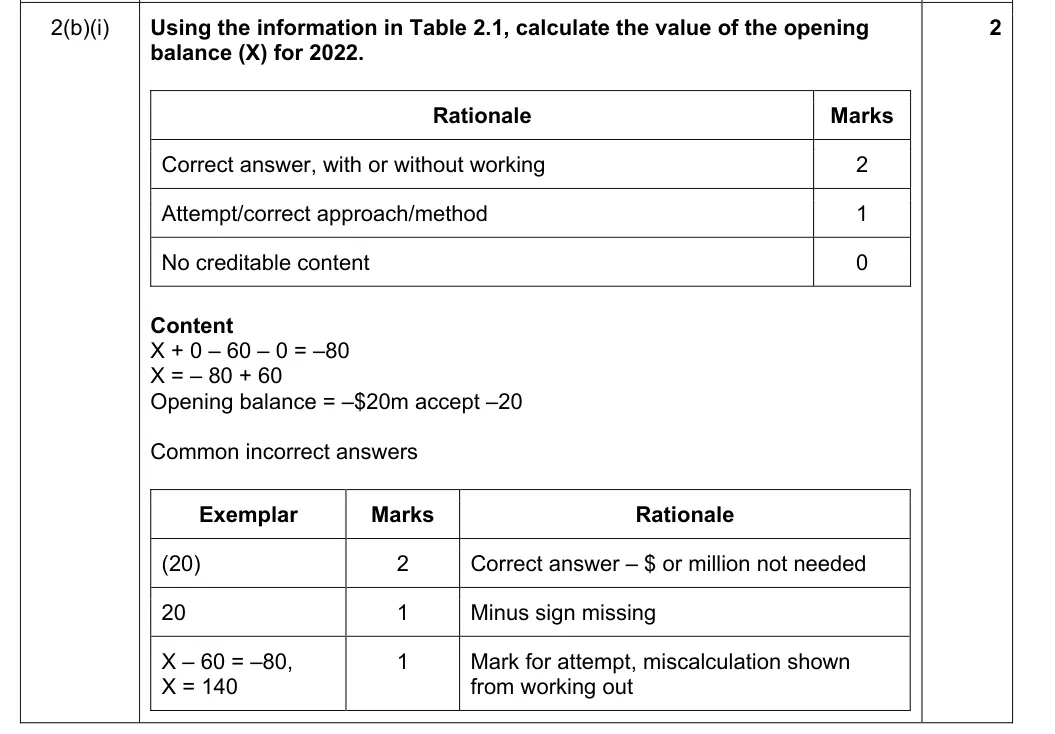 2(b)(i)
Using the information in Table 2.1, calculate the value of the opening
balance (X) for 2022.
2
Rationale
Marks
Correct answer, with or without working
2
Attempt/correct approach/method
1
No creditable content
0
Content
X + 0 – 60 – 0 = –80
X = – 80 + 60
Opening balance = –$20m accept –20
Common incorrect answers
Exemplar
Marks
Rationale
(20)
2
Correct answer – $ or million not needed
20
1
Minus sign missing
X – 60 = –80,
X = 140
1
Mark for attempt, miscalculation shown
from working out